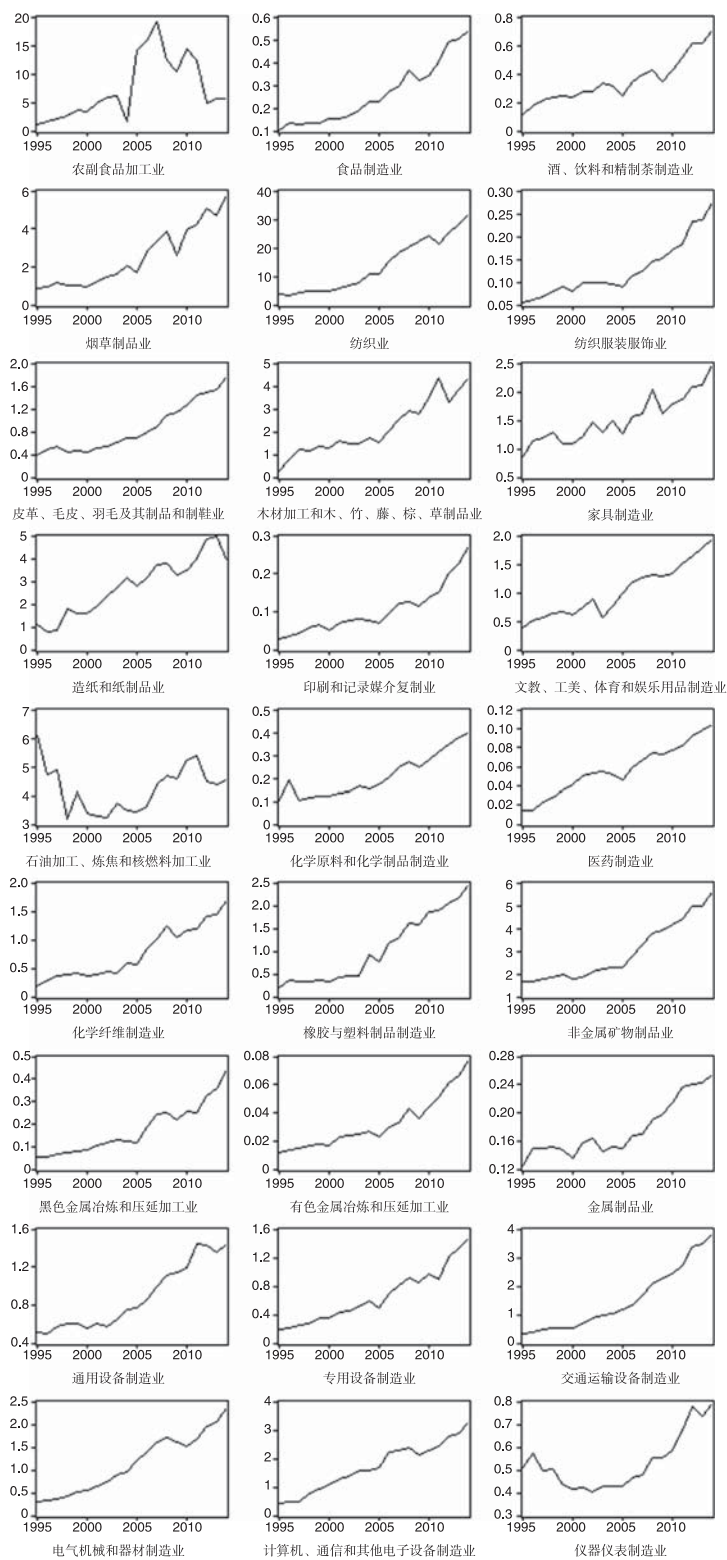 20
15
10
5
0
1995 2000 2005 2010
农副食品加工业
0.6
0.5
0.4
0.3
0.2
0.1
1995 2000 2005 2010
食品制造业
0.8
0.6
0.4
0.2
0
1995 2000 2005 2010
酒、饮料和精制茶制造业
6
4
2
0
1995 2000 2005 2010
烟草制品业
40
30
20
10
0
1995 2000 2005 2010
纺织业
0.30
0.25
0.20
0.15
0.10
0.05
1995 2000 2005 2010
纺织服装服饰业
2.0
1.6
1.2
0.8
0.4
0
1995 2000 2005 2010
皮革、毛皮、羽毛及其制品和制鞋业
5
4
3
2
1
0
1995 2000 2005 2010
木材加工和木、竹、藤、棕、草制品业
2.5
2.0
1.5
1.0
0.5
1995 2000 2005 2010
家具制造业
5
4
3
2
1
0
1995 2000 2005 2010
造纸和纸制品业
0.3
0.2
0.1
0
1995 2000 2005 2010
印刷和记录媒介复制业
2.0
1.5
1.0
0.5
0
1995 2000 2005 2010
文教、工美、体育和娱乐用品制造业
7
6
5
4
3
1995 2000 2005 2010
石油加工、炼焦和核燃料加工业
0.5
0.4
0.3
0.2
0.1
0
1995 2000 2005 2010
化学原料和化学制品制造业
0.12
0.10
0.08
0.06
0.04
0.02
0
1995 2000 2005 2010
医药制造业
2.0
1.5
1.0
0.5
0
1995 2000 2005 2010
化学纤维制造业
2.5
2.0
1.5
1.0
0.5
0
1995 2000 2005 2010
橡胶与塑料制品制造业
6
5
4
3
2
1
1995 2000 2005 2010
非金属矿物制品业
0.5
0.4
0.3
0.2
0.1
0
1995 2000 2005 2010
黑色金属冶炼和压延加工业
0.08
0.06
0.04
0.02
0
1995 2000 2005 2010
有色金属冶炼和压延加工业
0.28
0.24
0.20
0.16
0.12
1995 2000 2005 2010
金属制品业
1.6
1.2
0.8
0.4
1995 2000 2005 2010
通用设备制造业
1.6
1.2
0.8
0.4
0
1995 2000 2005 2010
专用设备制造业
4
3
2
1
0
1995 2000 2005 2010
交通运输设备制造业
2.5
2.0
1.5
1.0
0.5
0
1995 2000 2005 2010
电气机械和器材制造业
4
3
2
1
0
1995 2000 2005 2010
计算机、通信和其他电子设备制造业
0.8
0.7
0.6
0.5
0.4
0.3
1995 2000 2005 2010
仪器仪表制造业